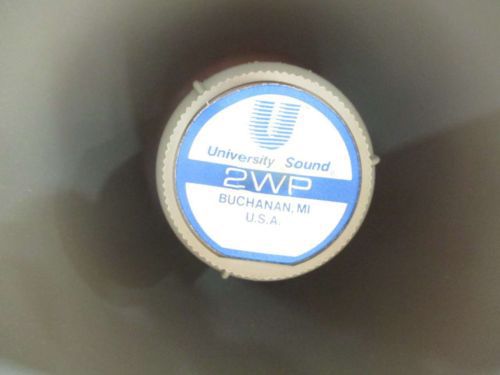 University Sound
2WP
BUCHANAN, MI
U.S.A.